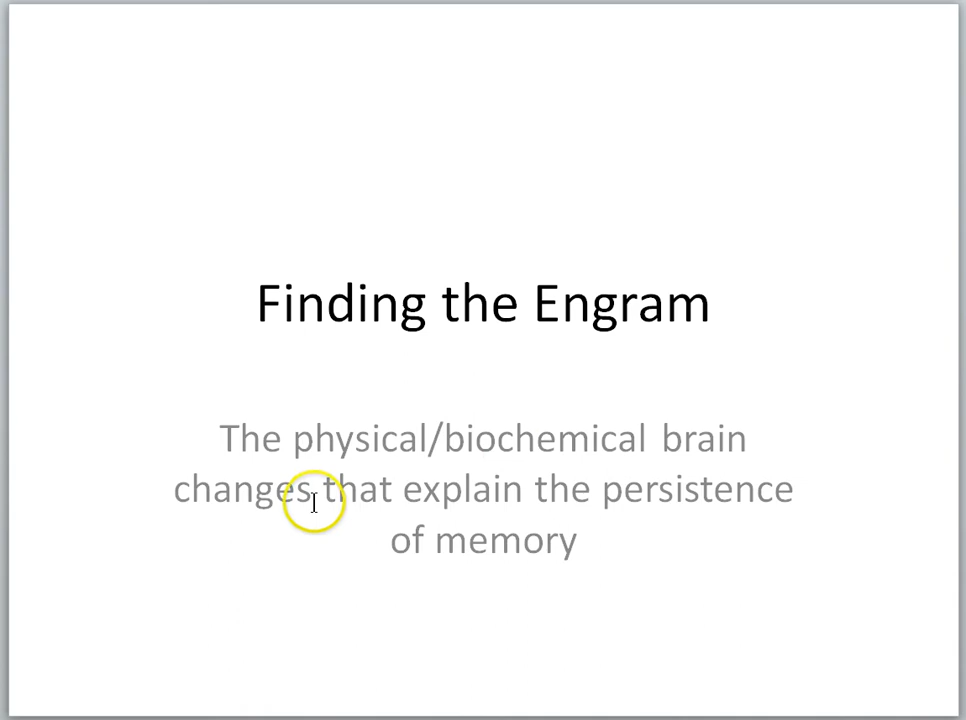 Finding the Engram
The physical/biochemical brain
changes that explain the persistence
of memory